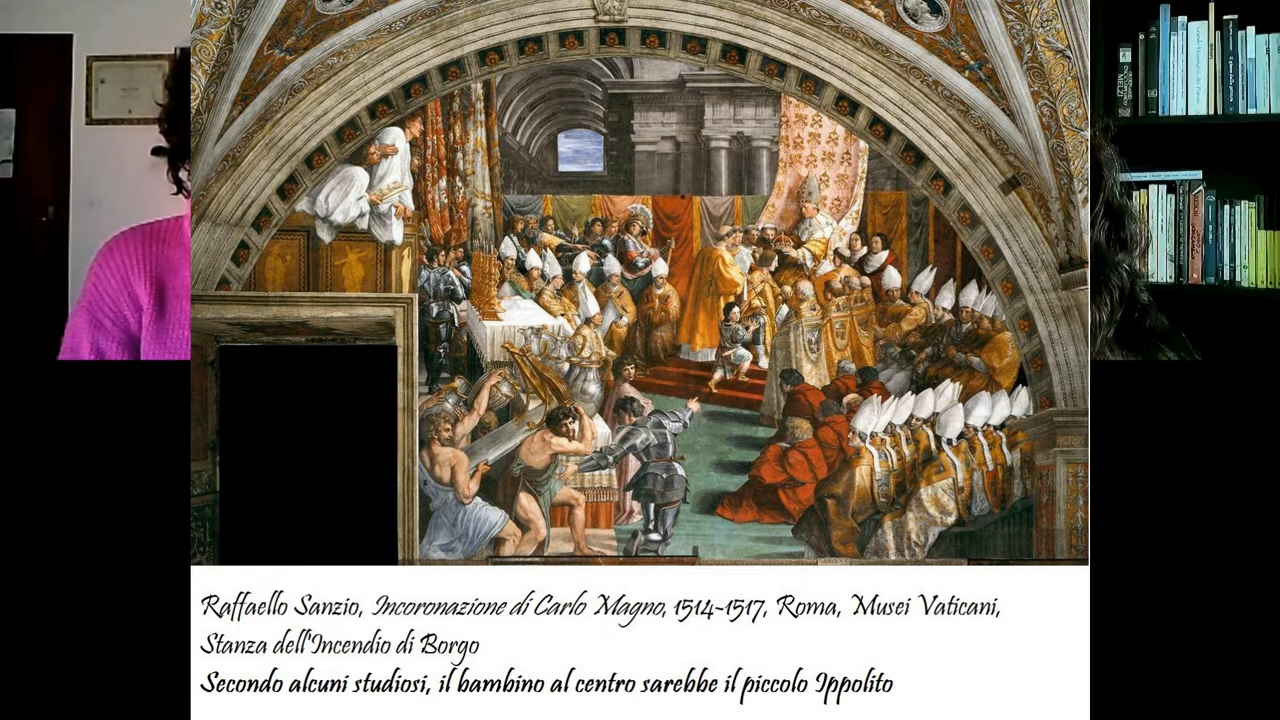 Raffaello Sanzio, Incoronazione di Carlo Magno, 1514-1517, Roma, Musei Vaticani,
Stanza dell'Incendio di Borgo
Secondo alcuni studiosi, il bambino al centro sarebbe il piccolo Ippolito